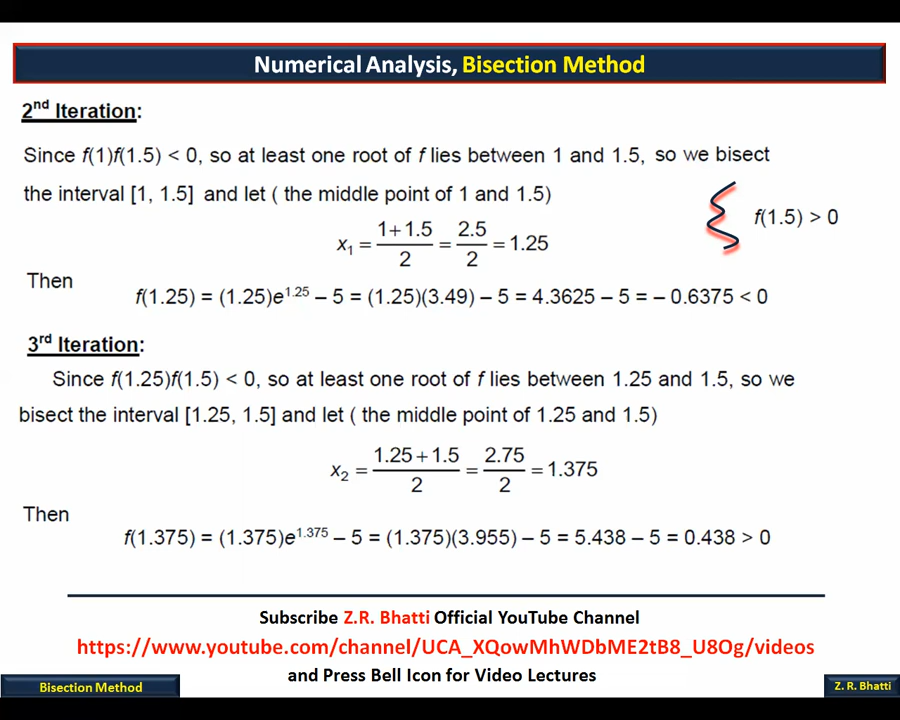 Numerical Analysis, Bisection Method
2nd Iteration:
Since f(1)f(1.5) < 0, so at least one root of f lies between 1 and 1.5, so we bisect
the interval [1, 1.5] and let ( the middle point of 1 and 1.5)
f(1.5) > 0
x₁ = (1+1.5)/2 = 2.5/2 = 1.25
Then
f(1.25) = (1.25)e^1.25 – 5 = (1.25)(3.49) – 5 = 4.3625 – 5 = – 0.6375 < 0
3rd Iteration:
Since f(1.25)f(1.5) < 0, so at least one root of f lies between 1.25 and 1.5, so we
bisect the interval [1.25, 1.5] and let ( the middle point of 1.25 and 1.5)
x₂ = (1.25+1.5)/2 = 2.75/2 = 1.375
Then
f(1.375) = (1.375)e^1.375 – 5 = (1.375)(3.955) – 5 = 5.438 – 5 = 0.438 > 0
Subscribe Z.R. Bhatti Official YouTube Channel
https://www.youtube.com/channel/UCA_XQowMhWDbME2tB8_U8Og/videos
and Press Bell Icon for Video Lectures
Bisection Method
Z. R. Bhatti